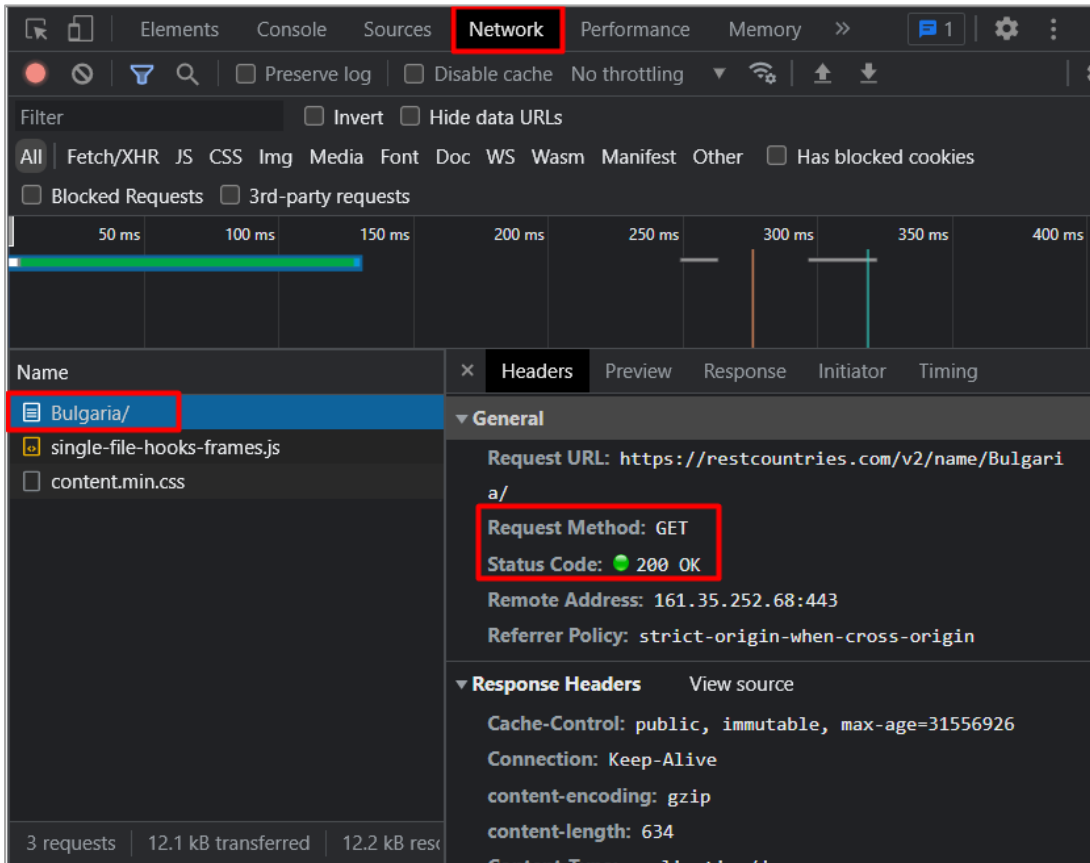 Elements Console Sources Network Performance Memory » 1
Preserve log Disable cache No throttling
Filter Invert Hide data URLs
All Fetch/XHR JS CSS Img Media Font Doc WS Wasm Manifest Other Has blocked cookies
Blocked Requests 3rd-party requests
50 ms 100 ms 150 ms 200 ms 250 ms 300 ms 350 ms 400 ms
Name
Bulgaria/
single-file-hooks-frames.js
content.min.css
3 requests 12.1 kB transferred 12.2 kB
× Headers Preview Response Initiator Timing
General
Request URL: https://restcountries.com/v2/name/Bulgari
a/
Request Method: GET
Status Code: 200 OK
Remote Address: 161.35.252.68:443
Referrer Policy: strict-origin-when-cross-origin
Response Headers View source
Cache-Control: public, immutable, max-age=31556926
Connection: Keep-Alive
content-encoding: gzip
content-length: 634